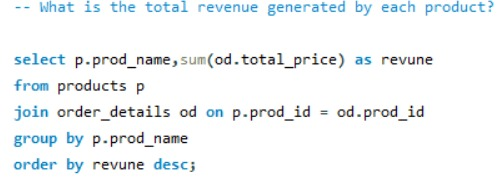 -- What is the total revenue generated by each product?
select p.prod_name,sum(od.total_price) as revune
from products p
join order_details od on p.prod_id = od.prod_id
group by p.prod_name
order by revune desc;